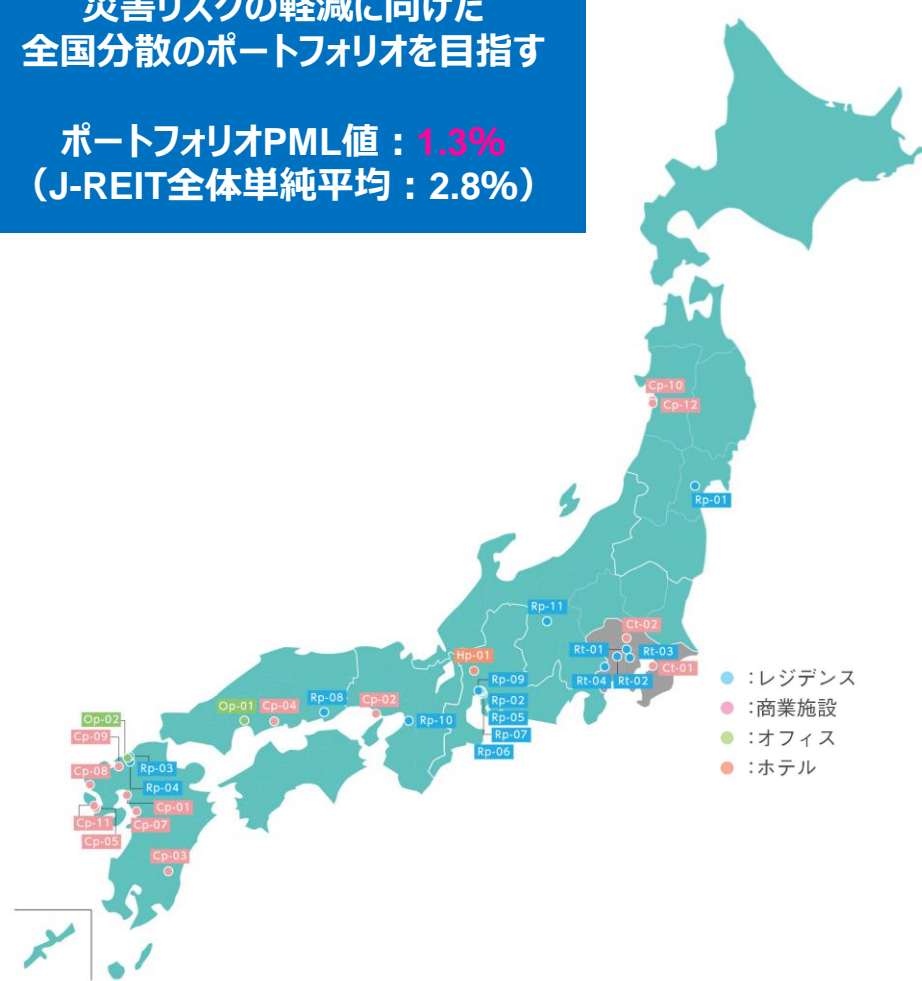 災害リスクの軽減に向けた
全国分散のポートフォリオを目指す
ポートフォリオPML値：1.3%
（J-REIT全体単純平均：2.8%）
Cp-10
Cp-12
Rp-01
Rp-11
Ct-02
Rt-01
Rt-03
Ct-01
Rt-04
Rt-02
Hp-01
Rp-09
Rp-02
Rp-05
Rp-07
Rp-06
Rp-08
Cp-02
Rp-10
Op-01
Cp-04
Op-02
Cp-09
Cp-08
Rp-03
Rp-04
Cp-01
Cp-11
Cp-07
Cp-05
Cp-03
：レジデンス
：商業施設
：オフィス
：ホテル